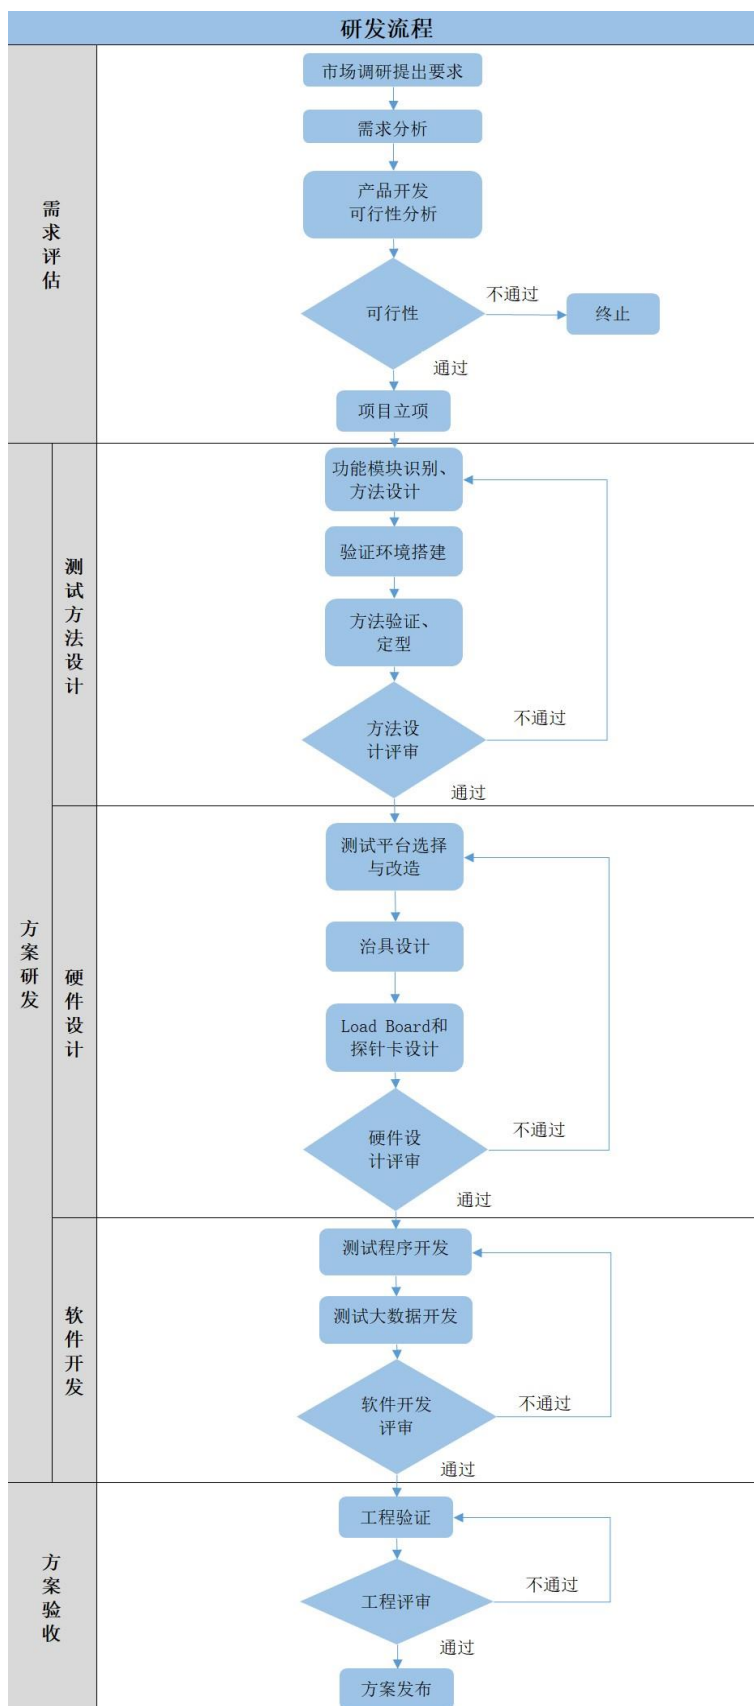 研发流程
需求评估
市场调研提出要求
需求分析
产品开发
可行性分析
可行性
不通过
终止
通过
项目立项
方案研发
测试方法设计
功能模块识别、
方法设计
验证环境搭建
方法验证、
定型
方法设
计评审
不通过
通过
硬件设计
测试平台选择
与改造
治具设计
Load Board和
探针卡设计
硬件设
计评审
不通过
通过
软件开发
测试程序开发
测试大数据开发
软件开发
评审
不通过
通过
方案验收
工程验证
工程评审
不通过
通过
方案发布